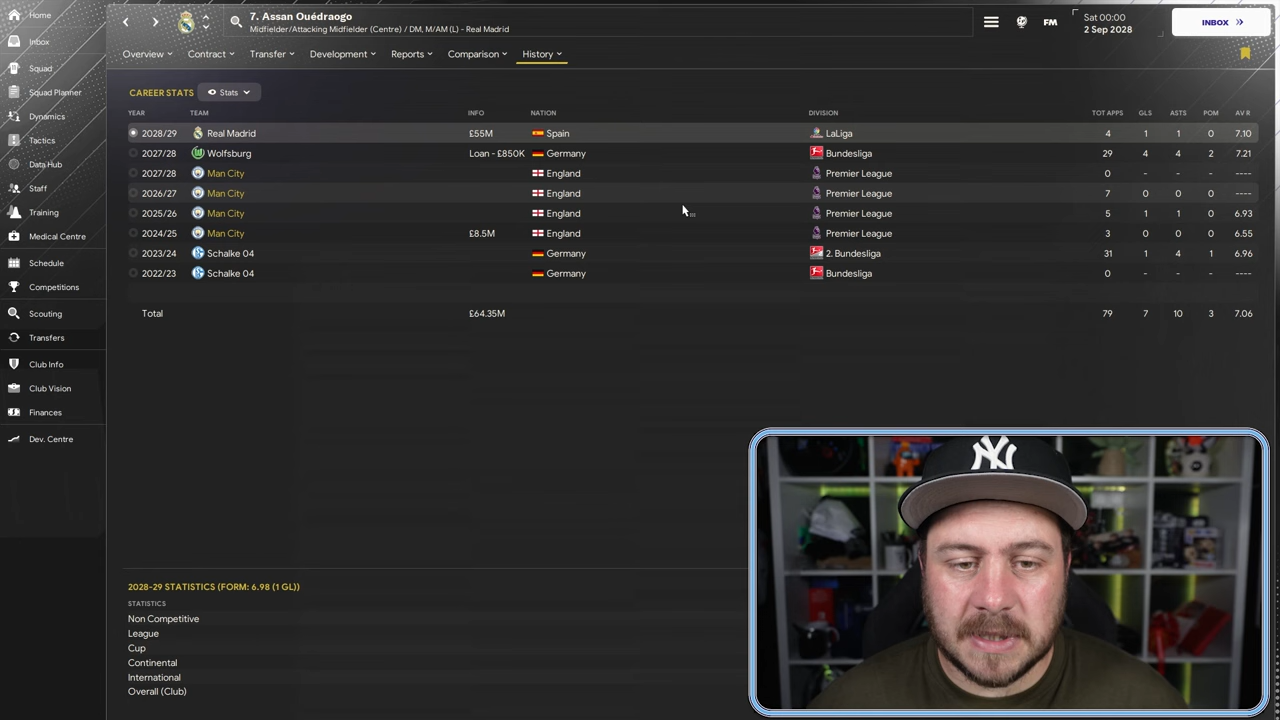 Home
Inbox
Squad
Squad Planner
Dynamics
Tactics
Data Hub
Staff
Training
Medical Centre
Schedule
Competitions
Scouting
Transfers
Club Info
Club Vision
Finances
Dev. Centre
7. Assan Ouédraogo
Midfielder/Attacking Midfielder (Centre) / DM, M/AM (L) - Real Madrid
FM
Sat 00:00
2 Sep 2028
INBOX
Overview Contract Transfer Development Reports Comparison History
CAREER STATS Stats
YEAR TEAM INFO NATION DIVISION TOT APPS GLS ASTS POM AV R
2028/29 Real Madrid £55M Spain LaLiga 4 1 1 0 7.10
2027/28 Wolfsburg Loan - £850K Germany Bundesliga 29 4 4 2 7.21
2027/28 Man City England Premier League 0 - - - ----
2026/27 Man City England Premier League 7 0 0 0 ----
2025/26 Man City England Premier League 5 1 1 0 6.93
2024/25 Man City £8.5M England Premier League 3 0 0 0 6.55
2023/24 Schalke 04 Germany 2. Bundesliga 31 1 4 1 6.96
2022/23 Schalke 04 Germany Bundesliga 0 - - - ----
Total £64.35M 79 7 10 3 7.06
2028-29 STATISTICS (FORM: 6.98 (1 GL))
STATISTICS
Non Competitive
League
Cup
Continental
International
Overall (Club)
NY